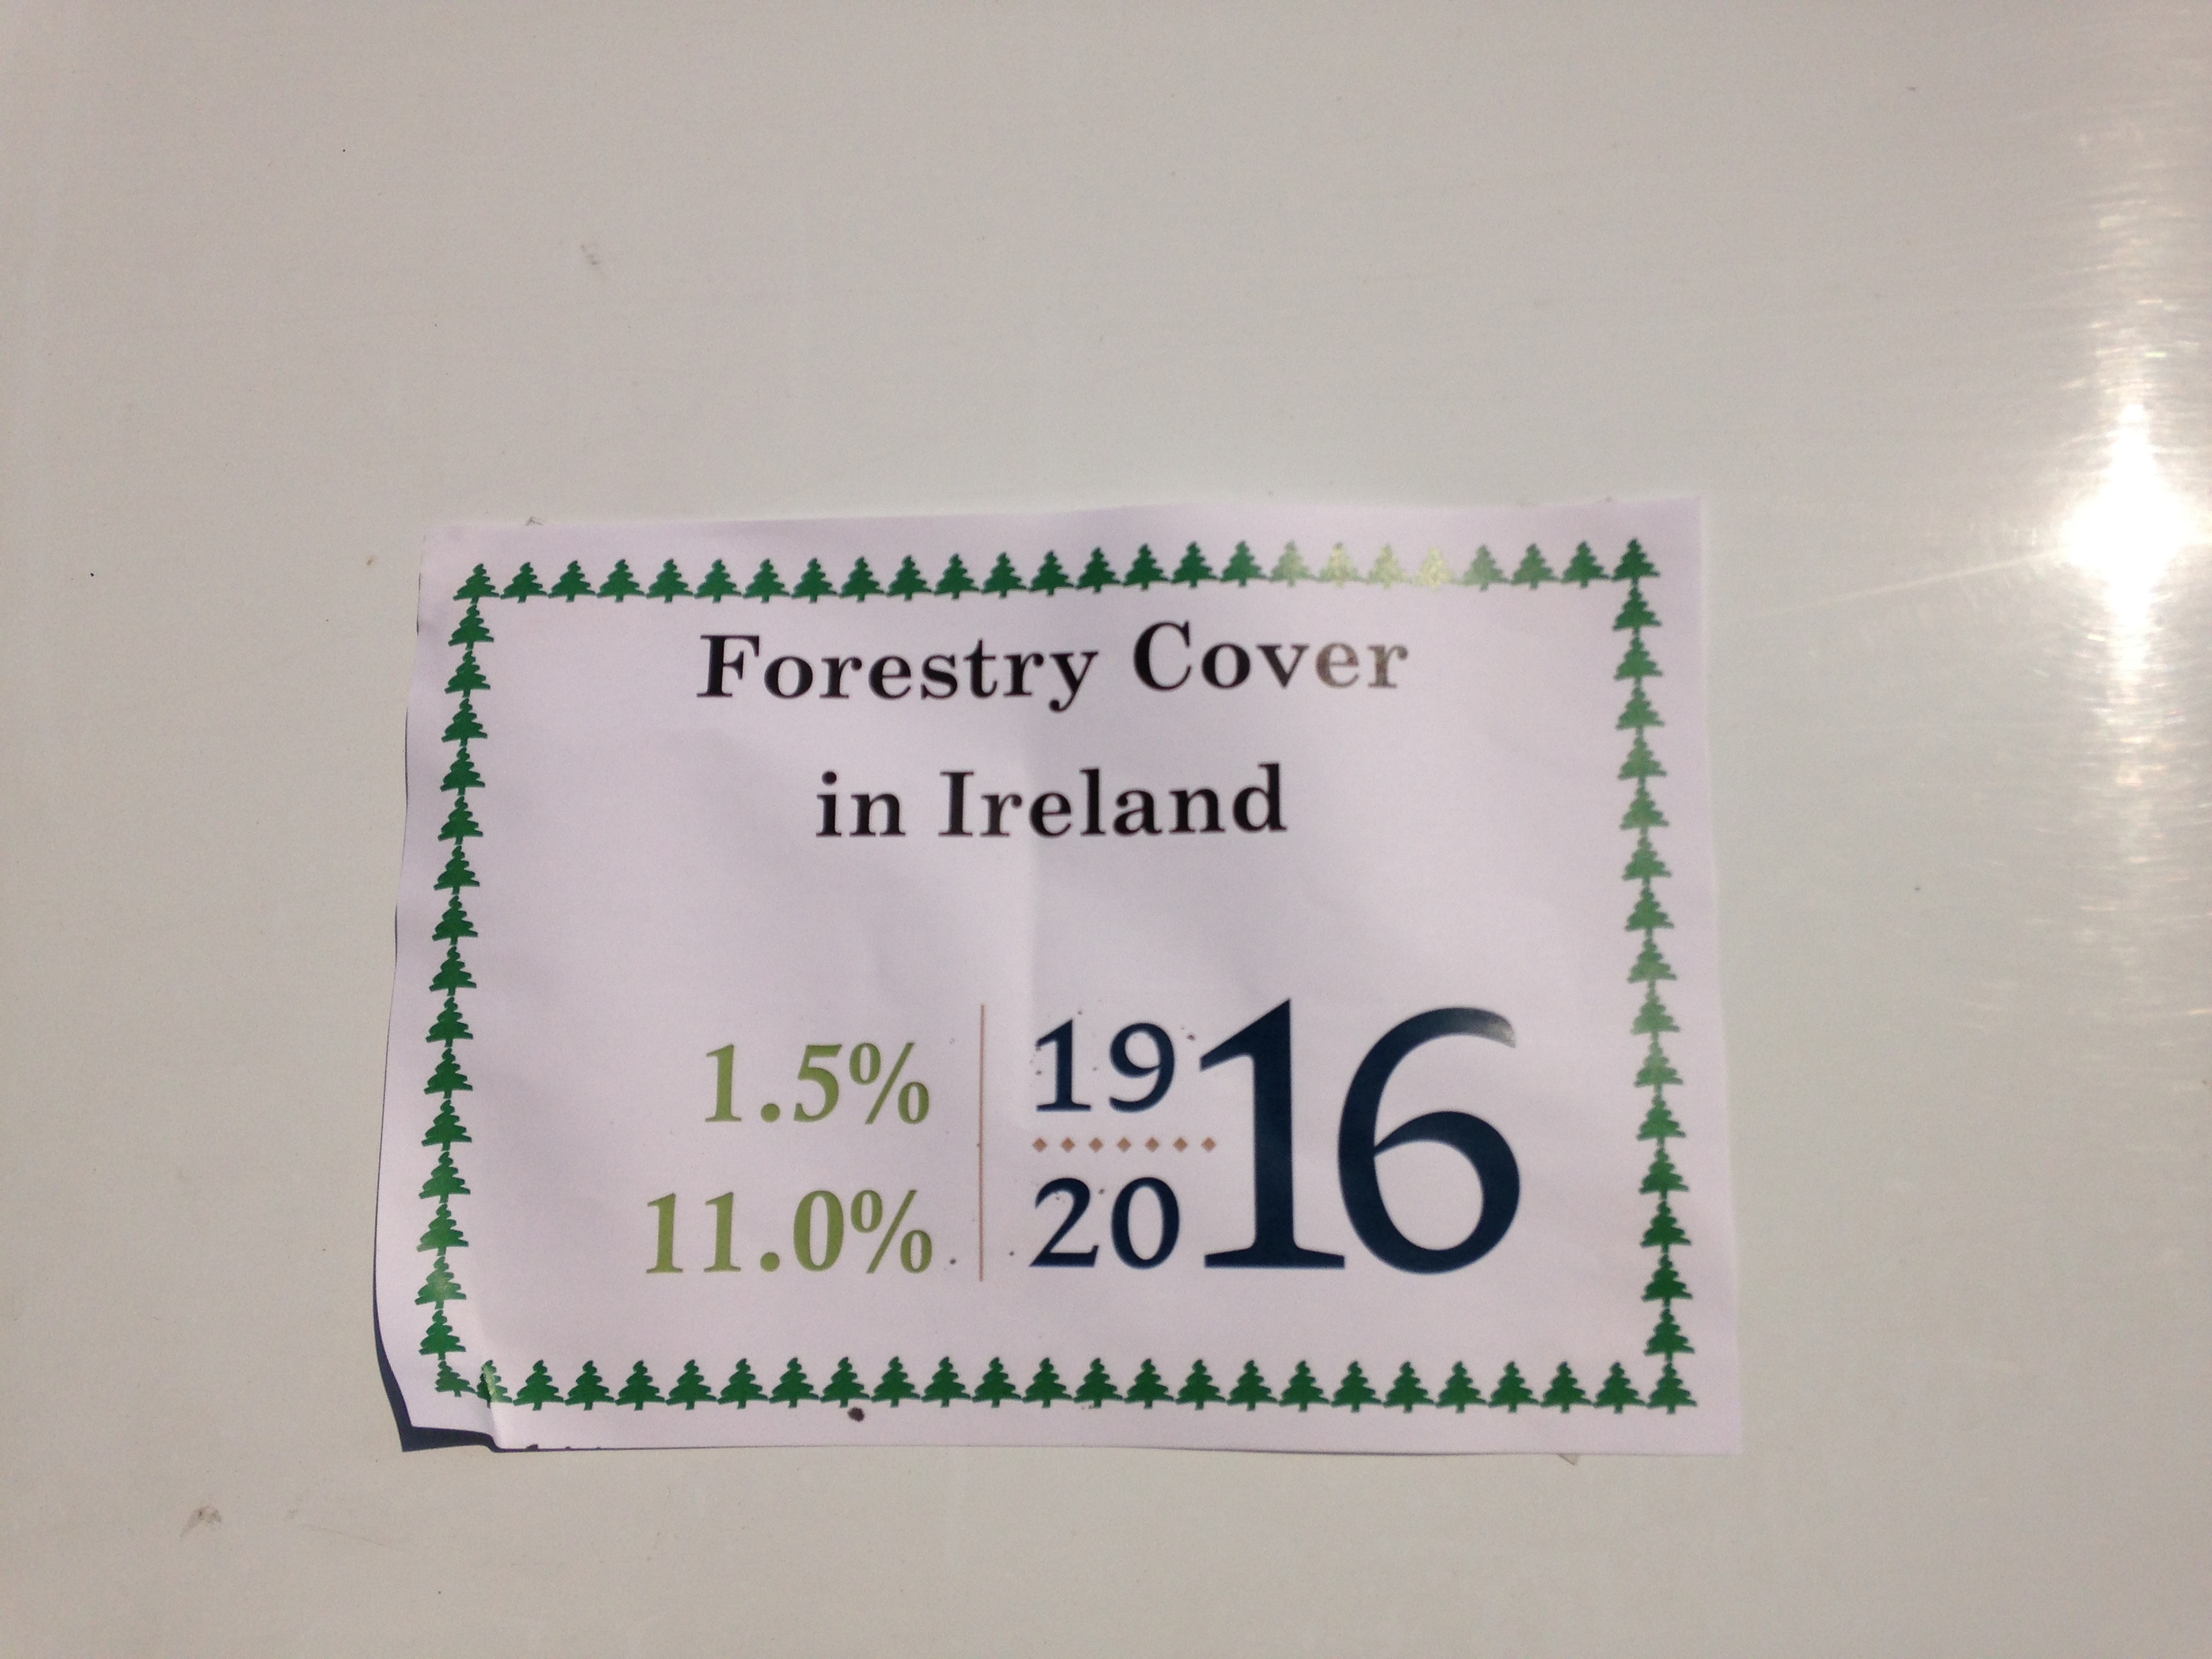 Forestry Cover
in Ireland
1.5% 1916
11.0% 2016